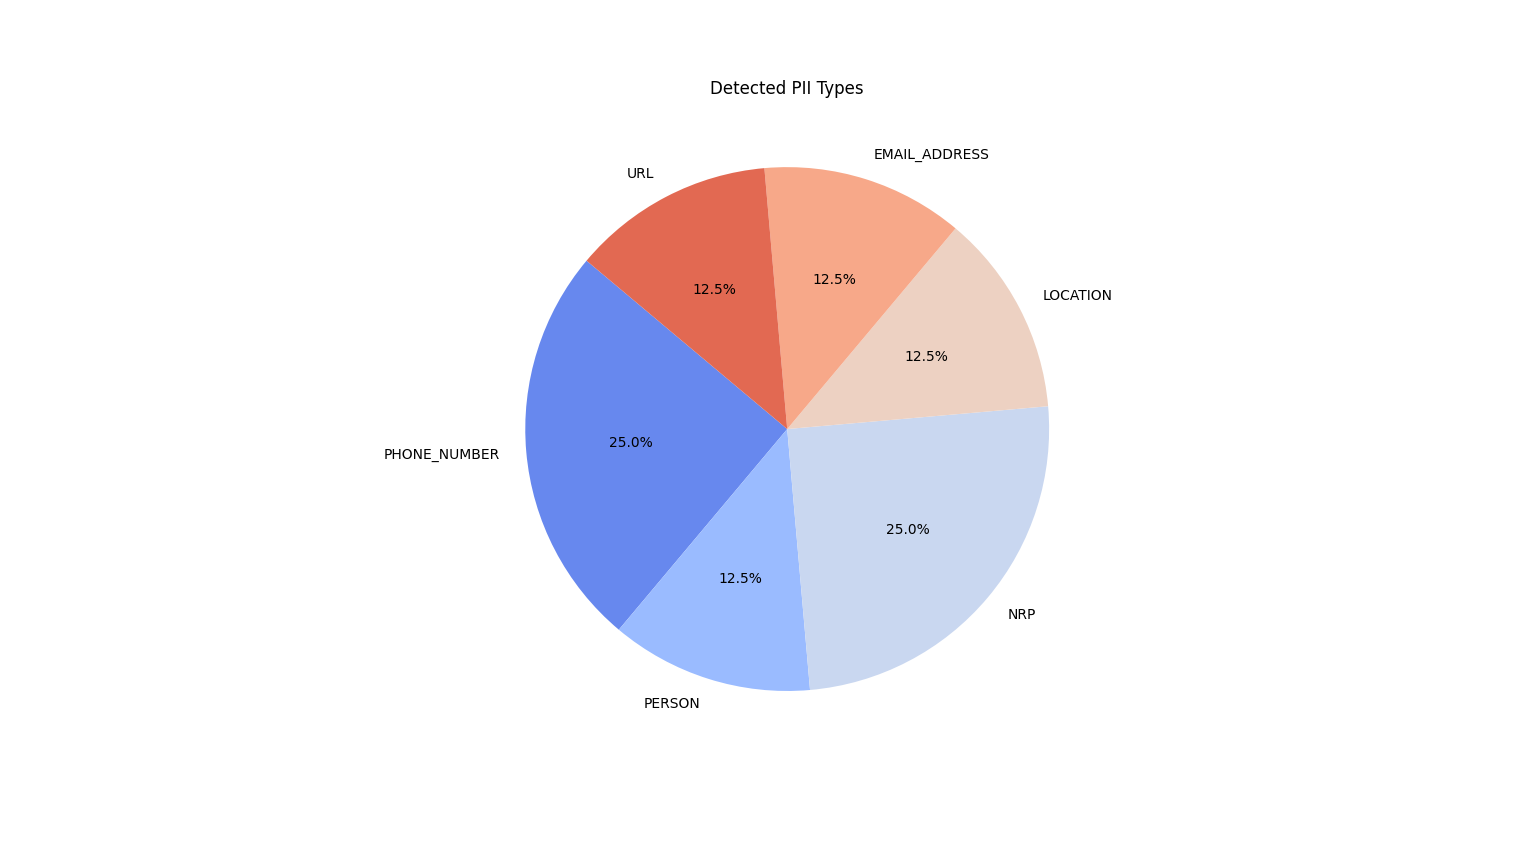 Detected PII Types
EMAIL_ADDRESS
URL
12.5%
12.5%
LOCATION
12.5%
PHONE_NUMBER
25.0%
25.0%
12.5%
NRP
PERSON